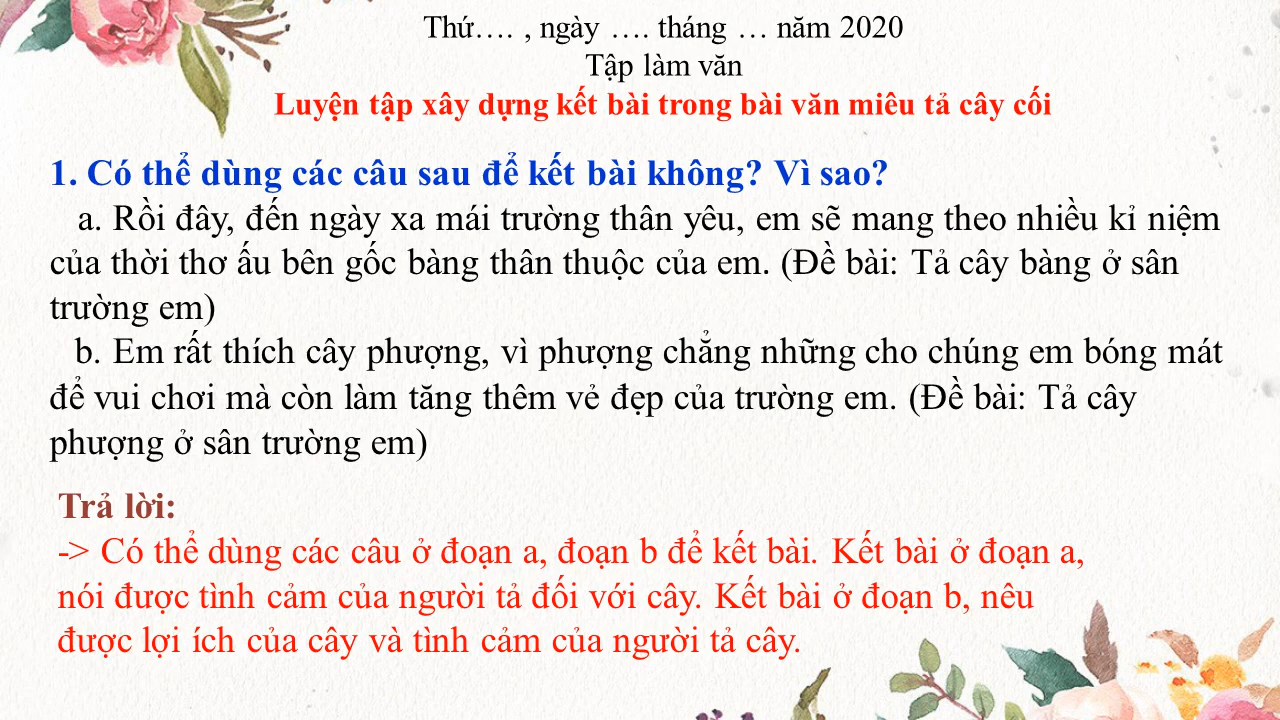 Thứ…. , ngày …. tháng … năm 2020
Tập làm văn
Luyện tập xây dựng kết bài trong bài văn miêu tả cây cối
1. Có thể dùng các câu sau để kết bài không? Vì sao?
a. Rồi đây, đến ngày xa mái trường thân yêu, em sẽ mang theo nhiều kỉ niệm
của thời thơ ấu bên gốc bàng thân thuộc của em. (Đề bài: Tả cây bàng ở sân
trường em)
b. Em rất thích cây phượng, vì phượng chẳng những cho chúng em bóng mát
để vui chơi mà còn làm tăng thêm vẻ đẹp của trường em. (Đề bài: Tả cây
phượng ở sân trường em)
Trả lời:
-> Có thể dùng các câu ở đoạn a, đoạn b để kết bài. Kết bài ở đoạn a,
nói được tình cảm của người tả đối với cây. Kết bài ở đoạn b, nêu
được lợi ích của cây và tình cảm của người tả cây.